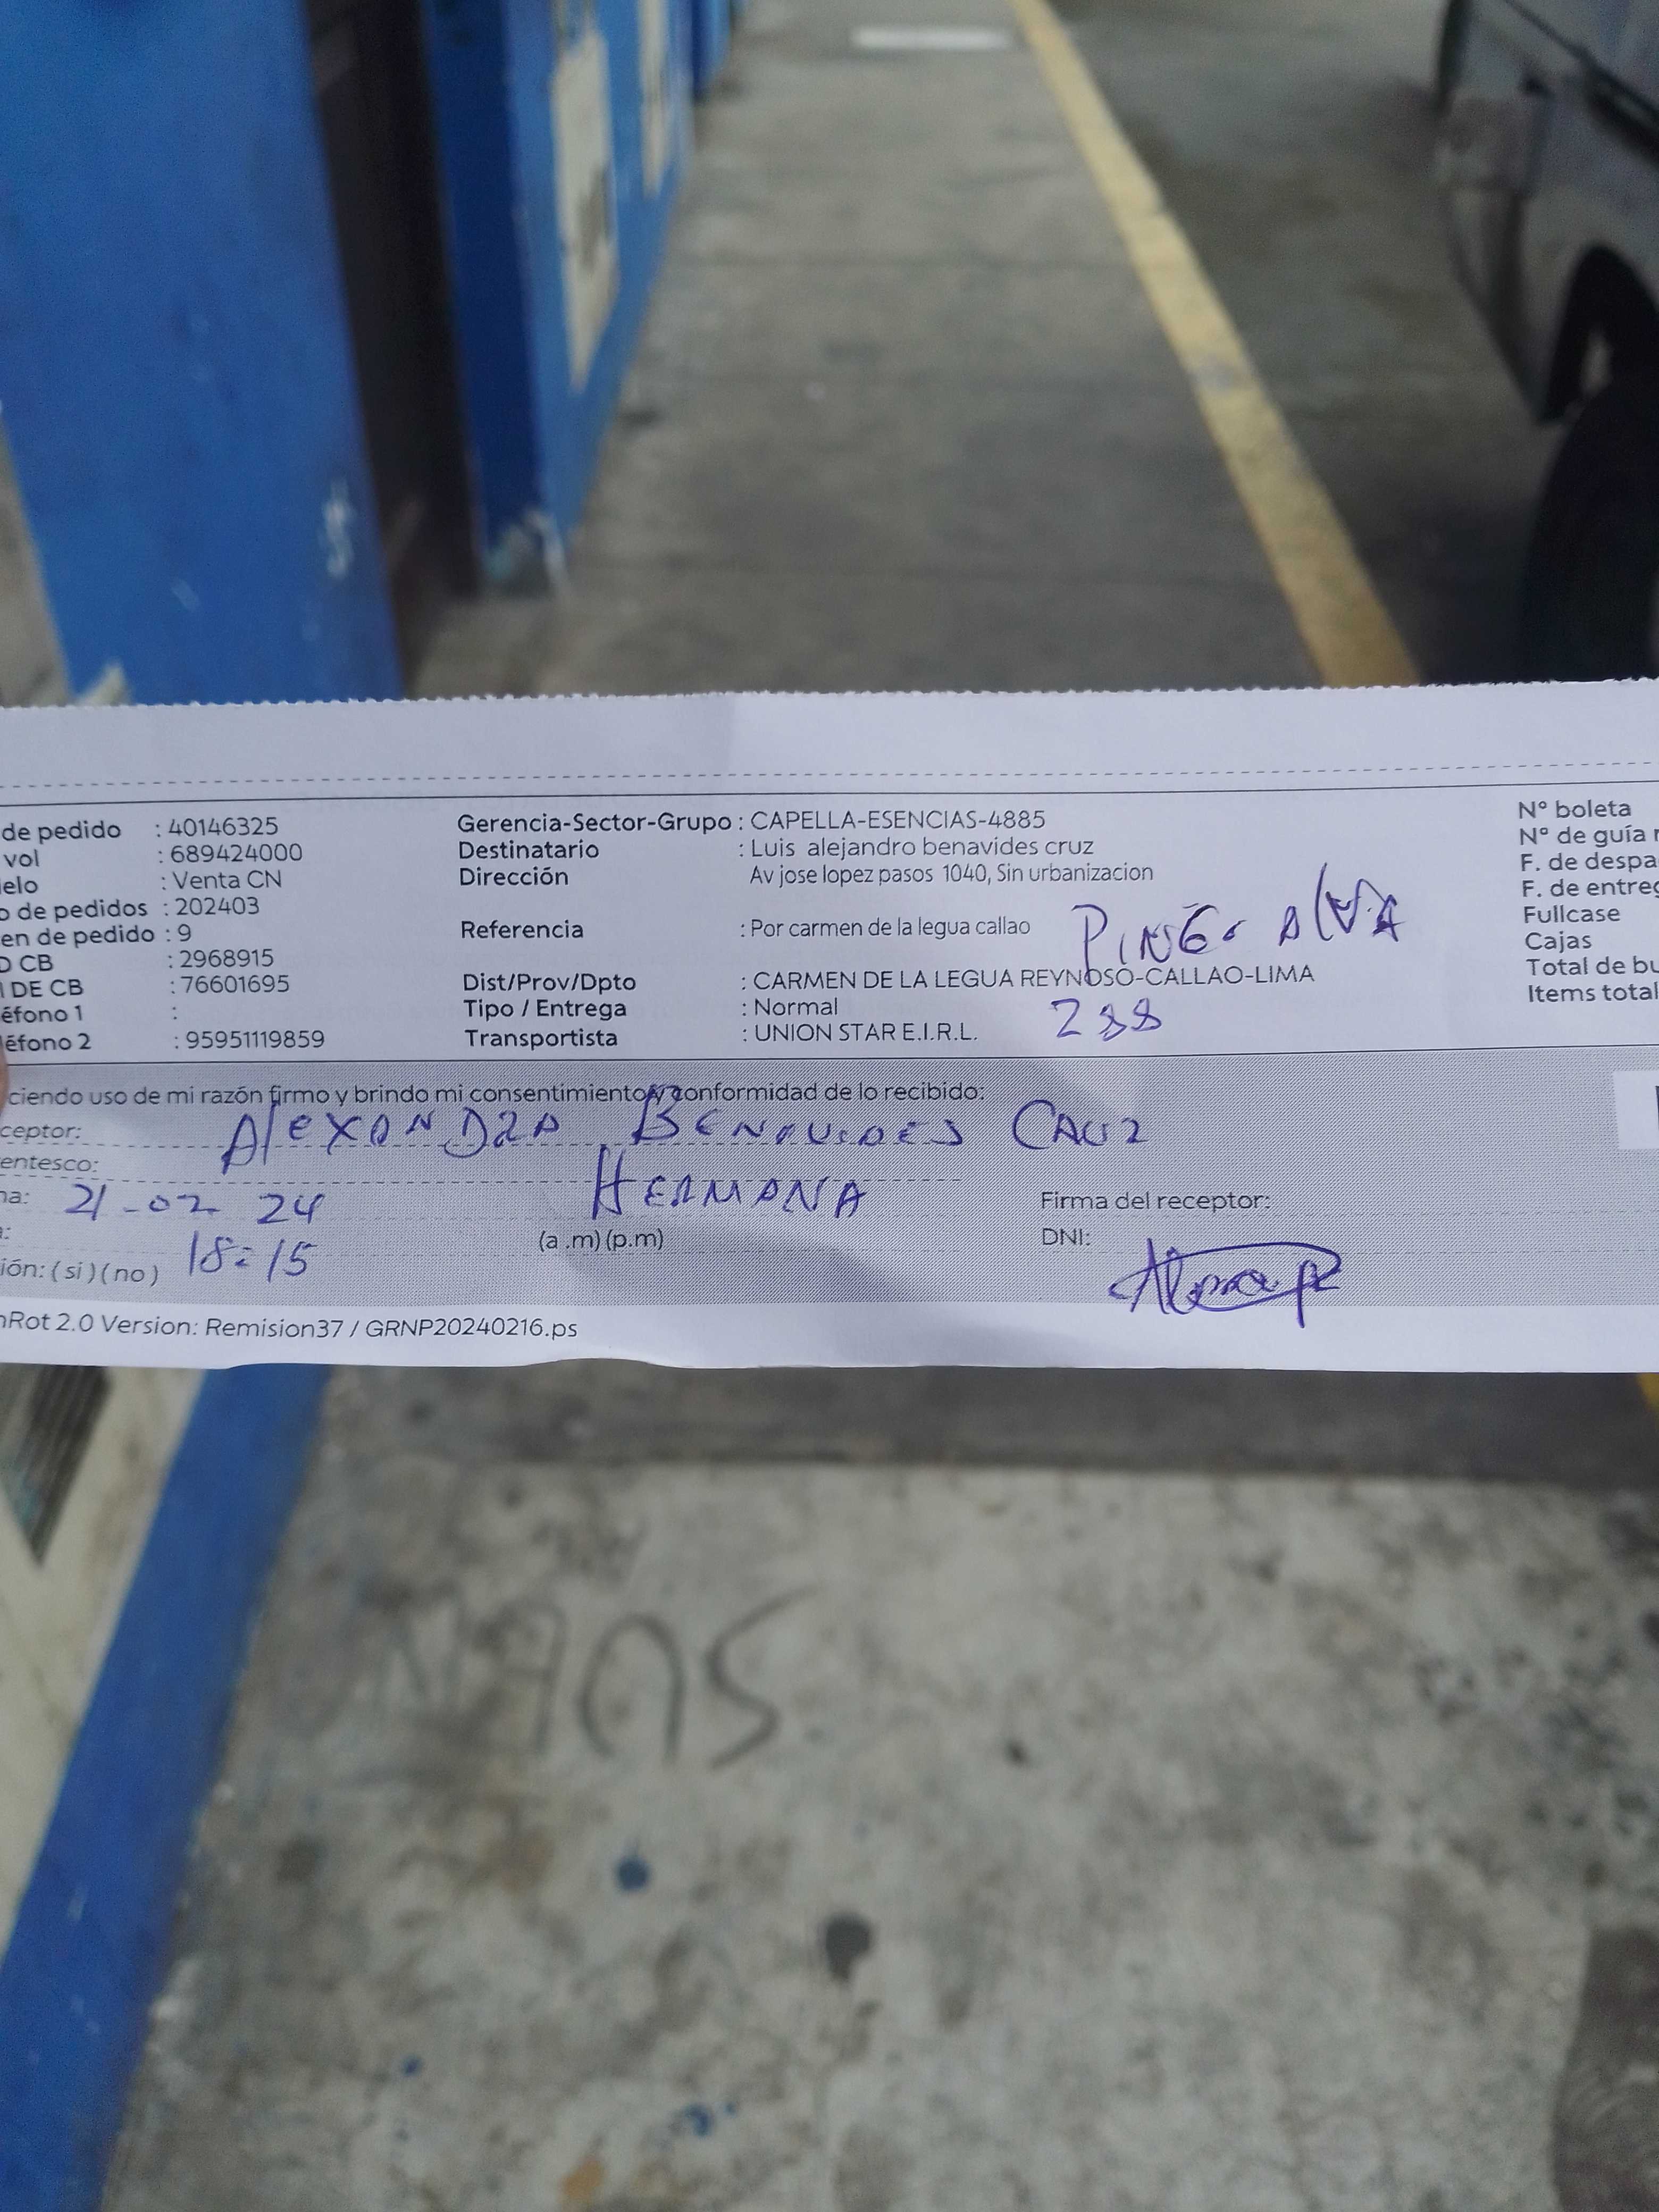 de pedido : 40146325 Gerencia-Sector-Grupo : CAPELLA-ESENCIAS-4885 N° boleta
vol : 689424000 Destinatario : Luis alejandro benavides cruz N° de guía r
elo : Venta CN Dirección Av jose lopez pasos 1040, Sin urbanizacion F. de despa
o de pedidos : 202403 F. de entreg
en de pedido : 9 Referencia : Por carmen de la legua callao Fullcase
D CB : 2968915 Cajas
I DE CB : 76601695 Dist/Prov/Dpto : CARMEN DE LA LEGUA REYNOSO-CALLAO-LIMA Total de bu
éfono 1 : Tipo / Entrega : Normal 288 Items total
éfono 2 : 95951119859 Transportista : UNION STAR E.I.R.L.
ciendo uso de mi razón firmo y brindo mi consentimiento y conformidad de lo recibido:
ceptor: AlEXANDRA BENAVIDES CRUZ
entesco: HERMANA
na: 21-02 24 Firma del receptor:
a: 18:15 (a .m) (p.m) DNI:
ión: ( si ) ( no )
nRot 2.0 Version: Remision37 / GRNP20240216.ps